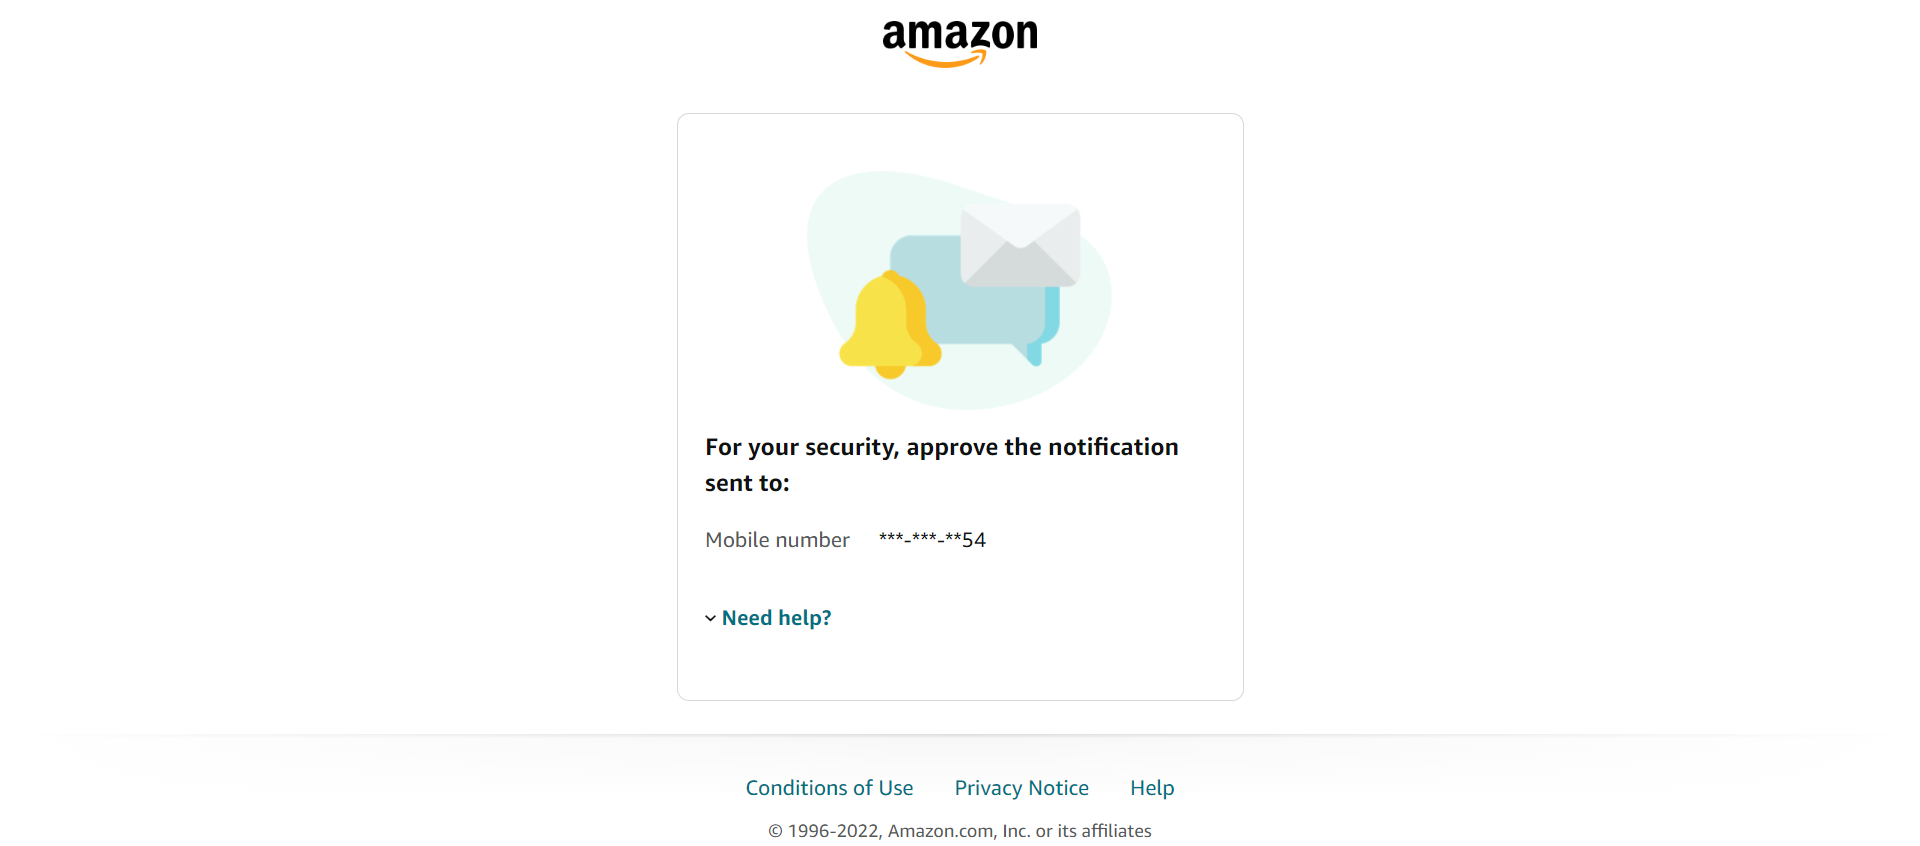 amazon
For your security, approve the notification
sent to:
Mobile number ***-***-**54
Need help?
Conditions of Use Privacy Notice Help
© 1996-2022, Amazon.com, Inc. or its affiliates